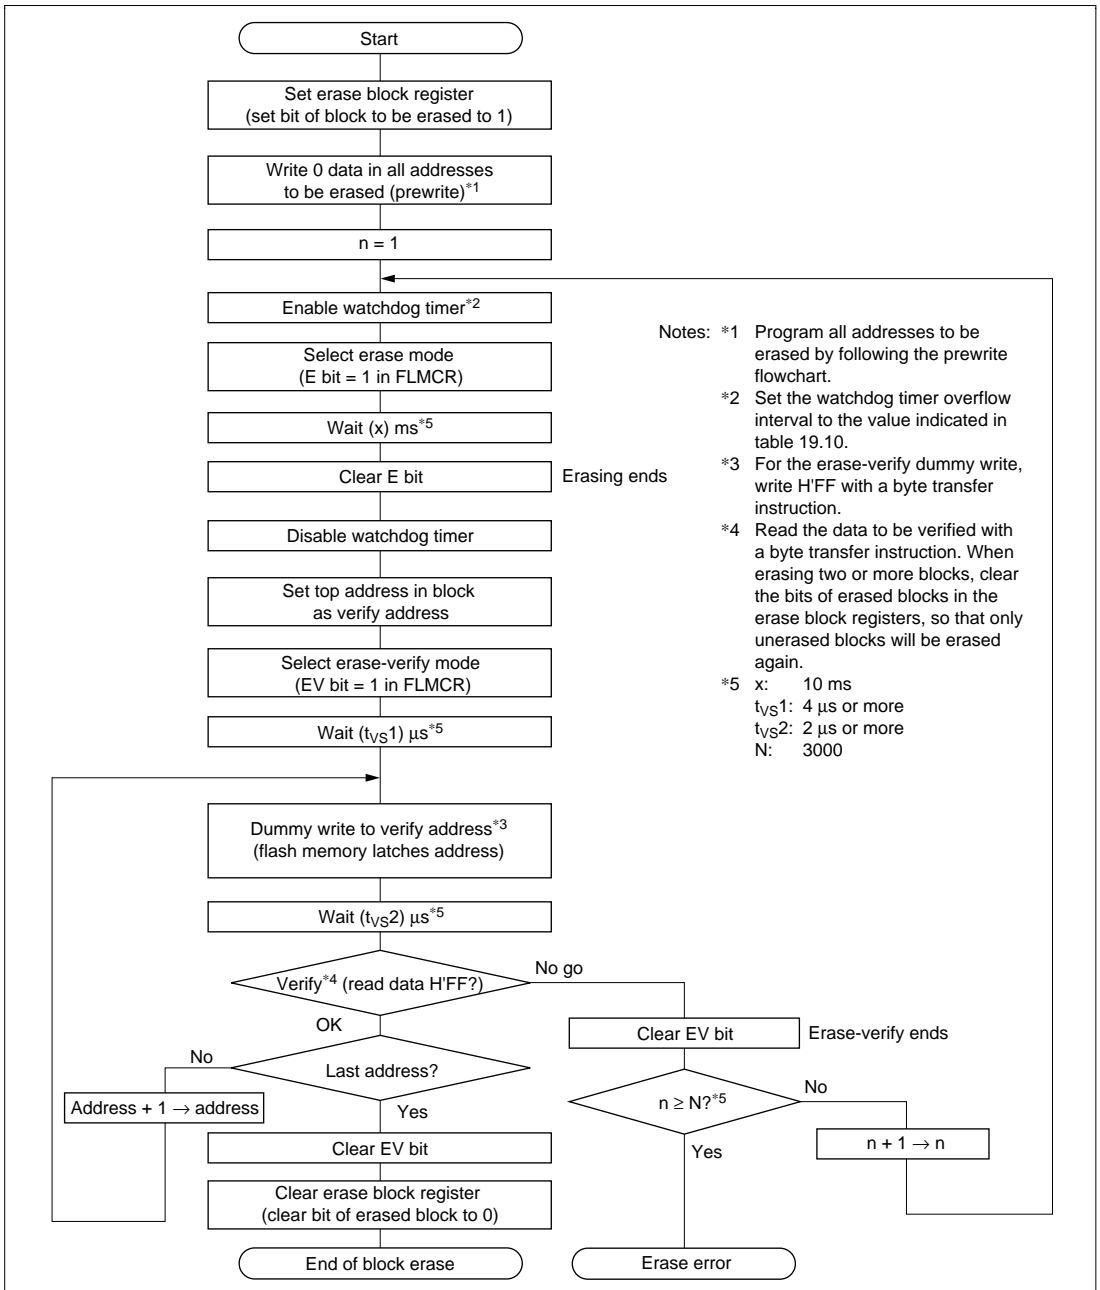 Start
Set erase block register
(set bit of block to be erased to 1)
Write 0 data in all addresses
to be erased (prewrite)*1
n = 1
Enable watchdog timer*2
Select erase mode
(E bit = 1 in FLMCR)
Wait (x) ms*5
Clear E bit
Erasing ends
Disable watchdog timer
Set top address in block
as verify address
Select erase-verify mode
(EV bit = 1 in FLMCR)
Wait (tVS1) μs*5
Dummy write to verify address*3
(flash memory latches address)
Wait (tVS2) μs*5
Verify*4 (read data H'FF?)
No go
OK
Clear EV bit
Erase-verify ends
Last address?
No
Address + 1 → address
Yes
n ≥ N?*5
No
n + 1 → n
Yes
Clear EV bit
Clear erase block register
(clear bit of erased block to 0)
End of block erase
Erase error
Notes: *1 Program all addresses to be
erased by following the prewrite
flowchart.
*2 Set the watchdog timer overflow
interval to the value indicated in
table 19.10.
*3 For the erase-verify dummy write,
write H'FF with a byte transfer
instruction.
*4 Read the data to be verified with
a byte transfer instruction. When
erasing two or more blocks, clear
the bits of erased blocks in the
erase block registers, so that only
unerased blocks will be erased
again.
*5 x: 10 ms
tVS1: 4 μs or more
tVS2: 2 μs or more
N: 3000